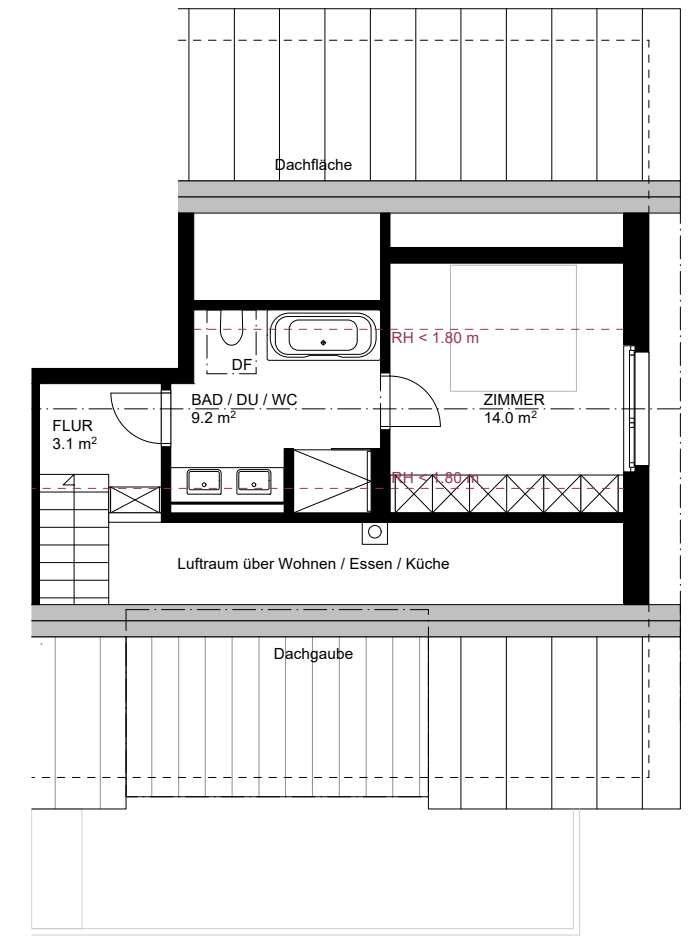 Dachfläche
RH < 1.80 m
DF
BAD / DU / WC
9.2 m²
ZIMMER
14.0 m²
FLUR
3.1 m²
RH < 1.80 m
Luftraum über Wohnen / Essen / Küche
Dachgaube